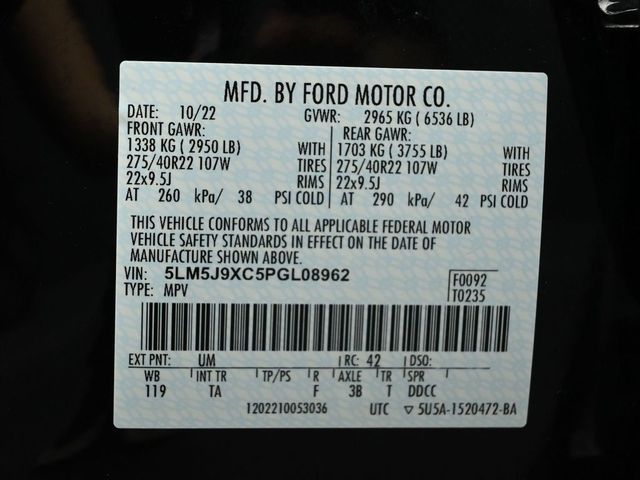 MFD. BY FORD MOTOR CO.
DATE: 10/22 GVWR: 2965 KG ( 6536 LB)
FRONT GAWR: REAR GAWR:
1338 KG ( 2950 LB) WITH 1703 KG ( 3755 LB) WITH
275/40R22 107W TIRES 275/40R22 107W TIRES
22x9.5J RIMS 22x9.5J RIMS
AT 260 kPa/ 38 PSI COLD AT 290 kPa/ 42 PSI COLD
THIS VEHICLE CONFORMS TO ALL APPLICABLE FEDERAL MOTOR
VEHICLE SAFETY STANDARDS IN EFFECT ON THE DATE OF
MANUFACTURE SHOWN ABOVE.
VIN: 5LM5J9XC5PGL08962 F0092
TYPE: MPV T0235
EXT PNT: UM RC: 42 DSO:
WB INT TR TP/PS R AXLE TR SPR
119 TA F 3B T DDCC
1202210053036 UTC ▽ 5U5A-1520472-BA